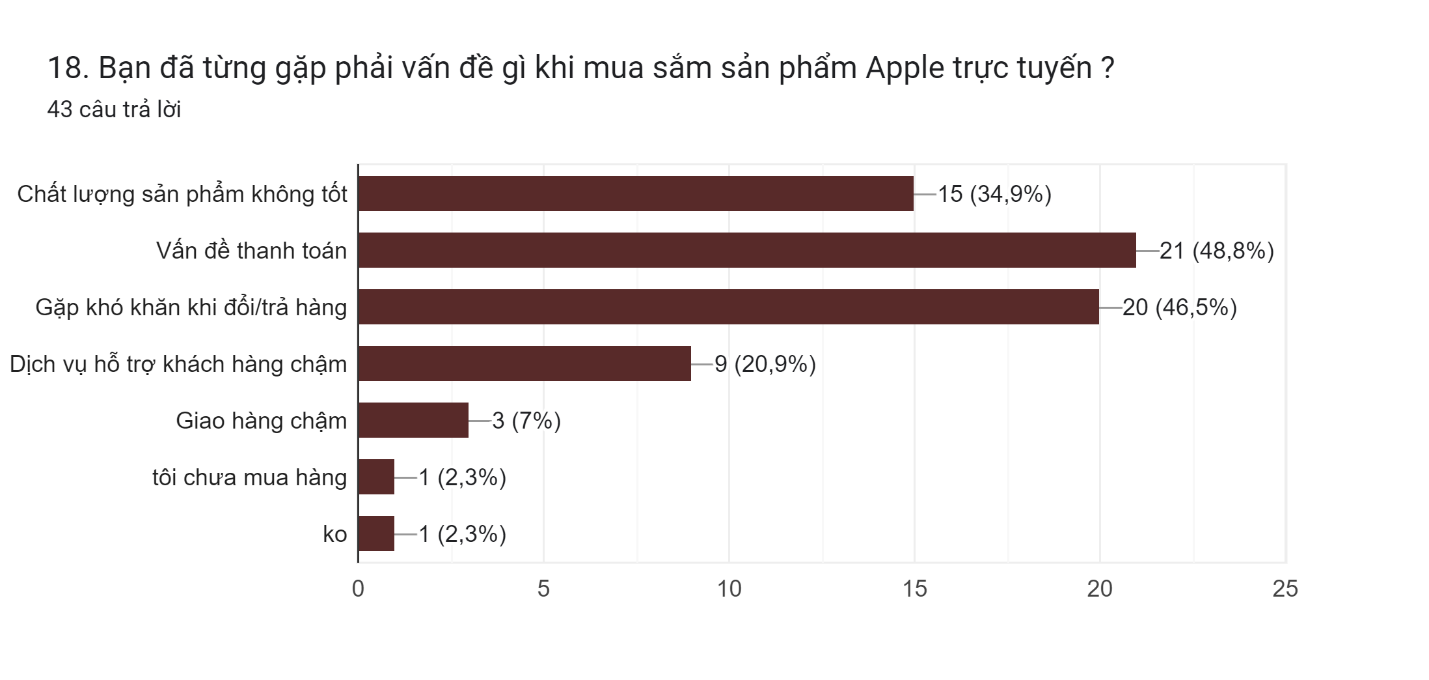 18. Bạn đã từng gặp phải vấn đề gì khi mua sắm sản phẩm Apple trực tuyến ?
43 câu trả lời
Chất lượng sản phẩm không tốt 15 (34,9%)
Vấn đề thanh toán 21 (48,8%)
Gặp khó khăn khi đổi/trả hàng 20 (46,5%)
Dịch vụ hỗ trợ khách hàng chậm 9 (20,9%)
Giao hàng chậm 3 (7%)
tôi chưa mua hàng 1 (2,3%)
ko 1 (2,3%)
0 5 10 15 20 25